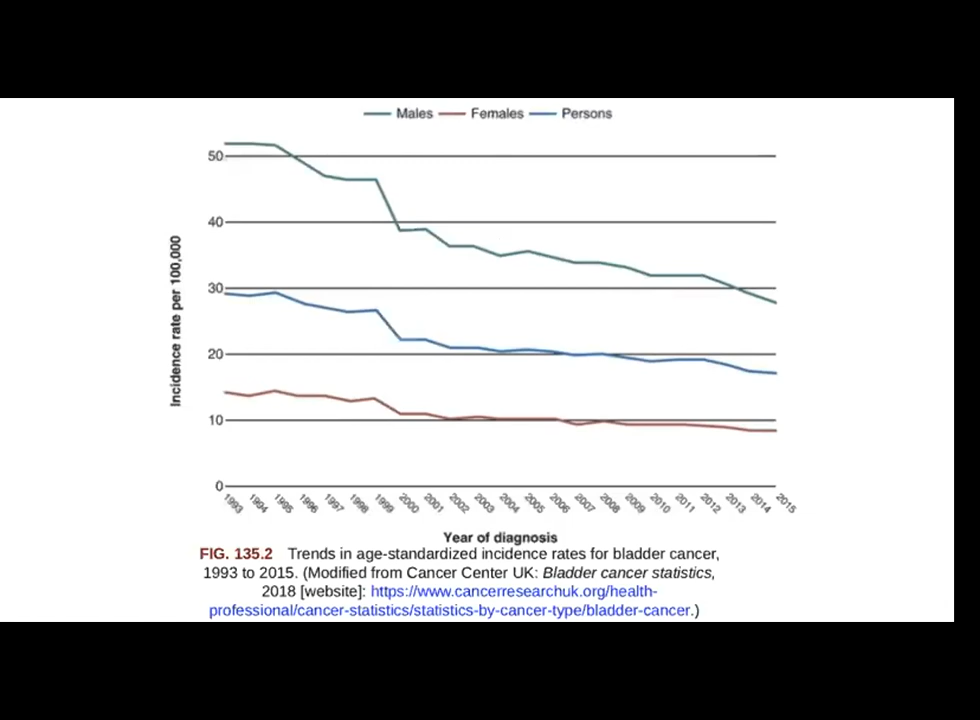 Males Females Persons
50
40
30
20
10
0
Incidence rate per 100,000
1993 1994 1995 1996 1997 1998 1999 2000 2001 2002 2003 2004 2005 2006 2007 2008 2009 2010 2011 2012 2013 2014 2015
Year of diagnosis
FIG. 135.2 Trends in age-standardized incidence rates for bladder cancer,
1993 to 2015. (Modified from Cancer Center UK: Bladder cancer statistics,
2018 [website]: https://www.cancerresearchuk.org/health-
professional/cancer-statistics/statistics-by-cancer-type/bladder-cancer.)